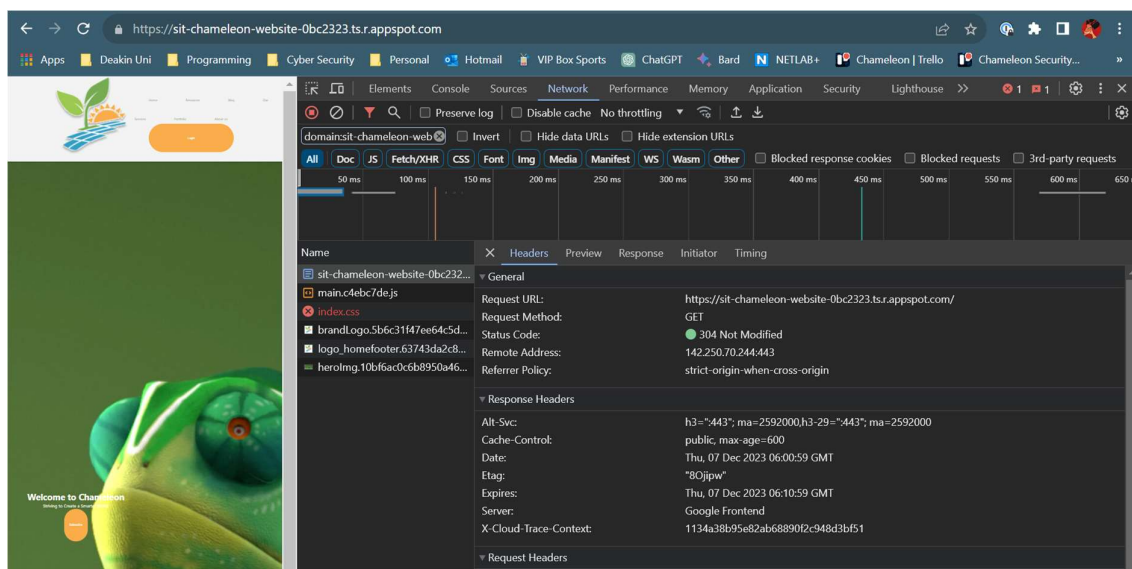 https://sit-chameleon-website-0bc2323.ts.r.appspot.com
Apps Deakin Uni Programming Cyber Security Personal Hotmail VIP Box Sports ChatGPT Bard NETLAB+ Chameleon | Trello Chameleon Security... »
Elements Console Sources Network Performance Memory Application Security Lighthouse 1 1
Preserve log Disable cache No throttling
domain:sit-chameleon-web Invert Hide data URLs Hide extension URLs
All Doc JS Fetch/XHR CSS Font Img Media Manifest WS Wasm Other Blocked response cookies Blocked requests 3rd-party requests
50 ms 100 ms 150 ms 200 ms 250 ms 300 ms 350 ms 400 ms 450 ms 500 ms 550 ms 600 ms 650
Name
sit-chameleon-website-0bc232...
main.c4ebc7de.js
index.css
brandLogo.5b6c31f47ee64c5d...
logo_homefooter.63743da2c8...
heroImg.10bf6ac0c6b8950a46...
Headers Preview Response Initiator Timing
General
Request URL: https://sit-chameleon-website-0bc2323.ts.r.appspot.com/
Request Method: GET
Status Code: 304 Not Modified
Remote Address: 142.250.70.244:443
Referrer Policy: strict-origin-when-cross-origin
Response Headers
Alt-Svc: h3=":443"; ma=2592000,h3-29=":443"; ma=2592000
Cache-Control: public, max-age=600
Date: Thu, 07 Dec 2023 06:00:59 GMT
Etag: "8Ojipw"
Expires: Thu, 07 Dec 2023 06:10:59 GMT
Server: Google Frontend
X-Cloud-Trace-Context: 1134a38b95e82ab68890f2c948d3bf51
Request Headers
Welcome to Chameleon